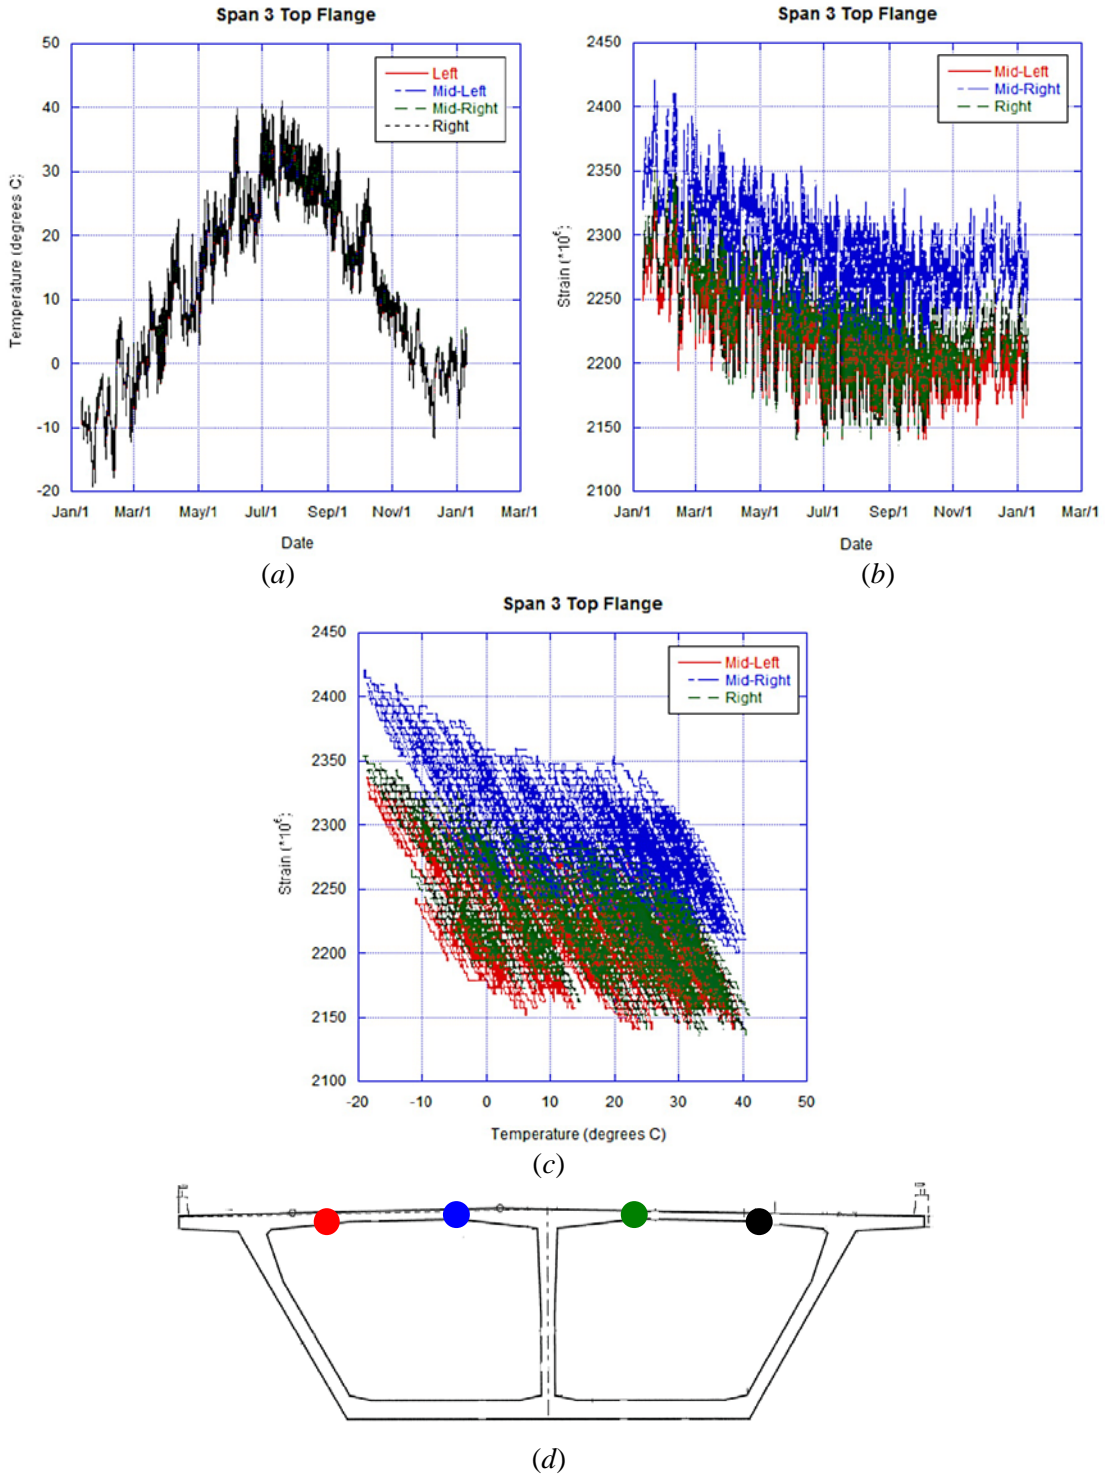 Span 3 Top Flange
50
40
30
20
10
0
-10
-20
Temperature (degrees C;
Left
Mid-Left
Mid-Right
Right
Jan/1 Mar/1 May/1 Jul/1 Sep/1 Nov/1 Jan/1 Mar/1
Date
(a)
Span 3 Top Flange
2450
2400
2350
2300
2250
2200
2150
2100
Strain (*10⁶;
Mid-Left
Mid-Right
Right
Jan/1 Mar/1 May/1 Jul/1 Sep/1 Nov/1 Jan/1 Mar/1
Date
(b)
Span 3 Top Flange
2450
2400
2350
2300
2250
2200
2150
2100
Strain (*10⁶;
Mid-Left
Mid-Right
Right
-20 -10 0 10 20 30 40 50
Temperature (degrees C)
(c)
(d)